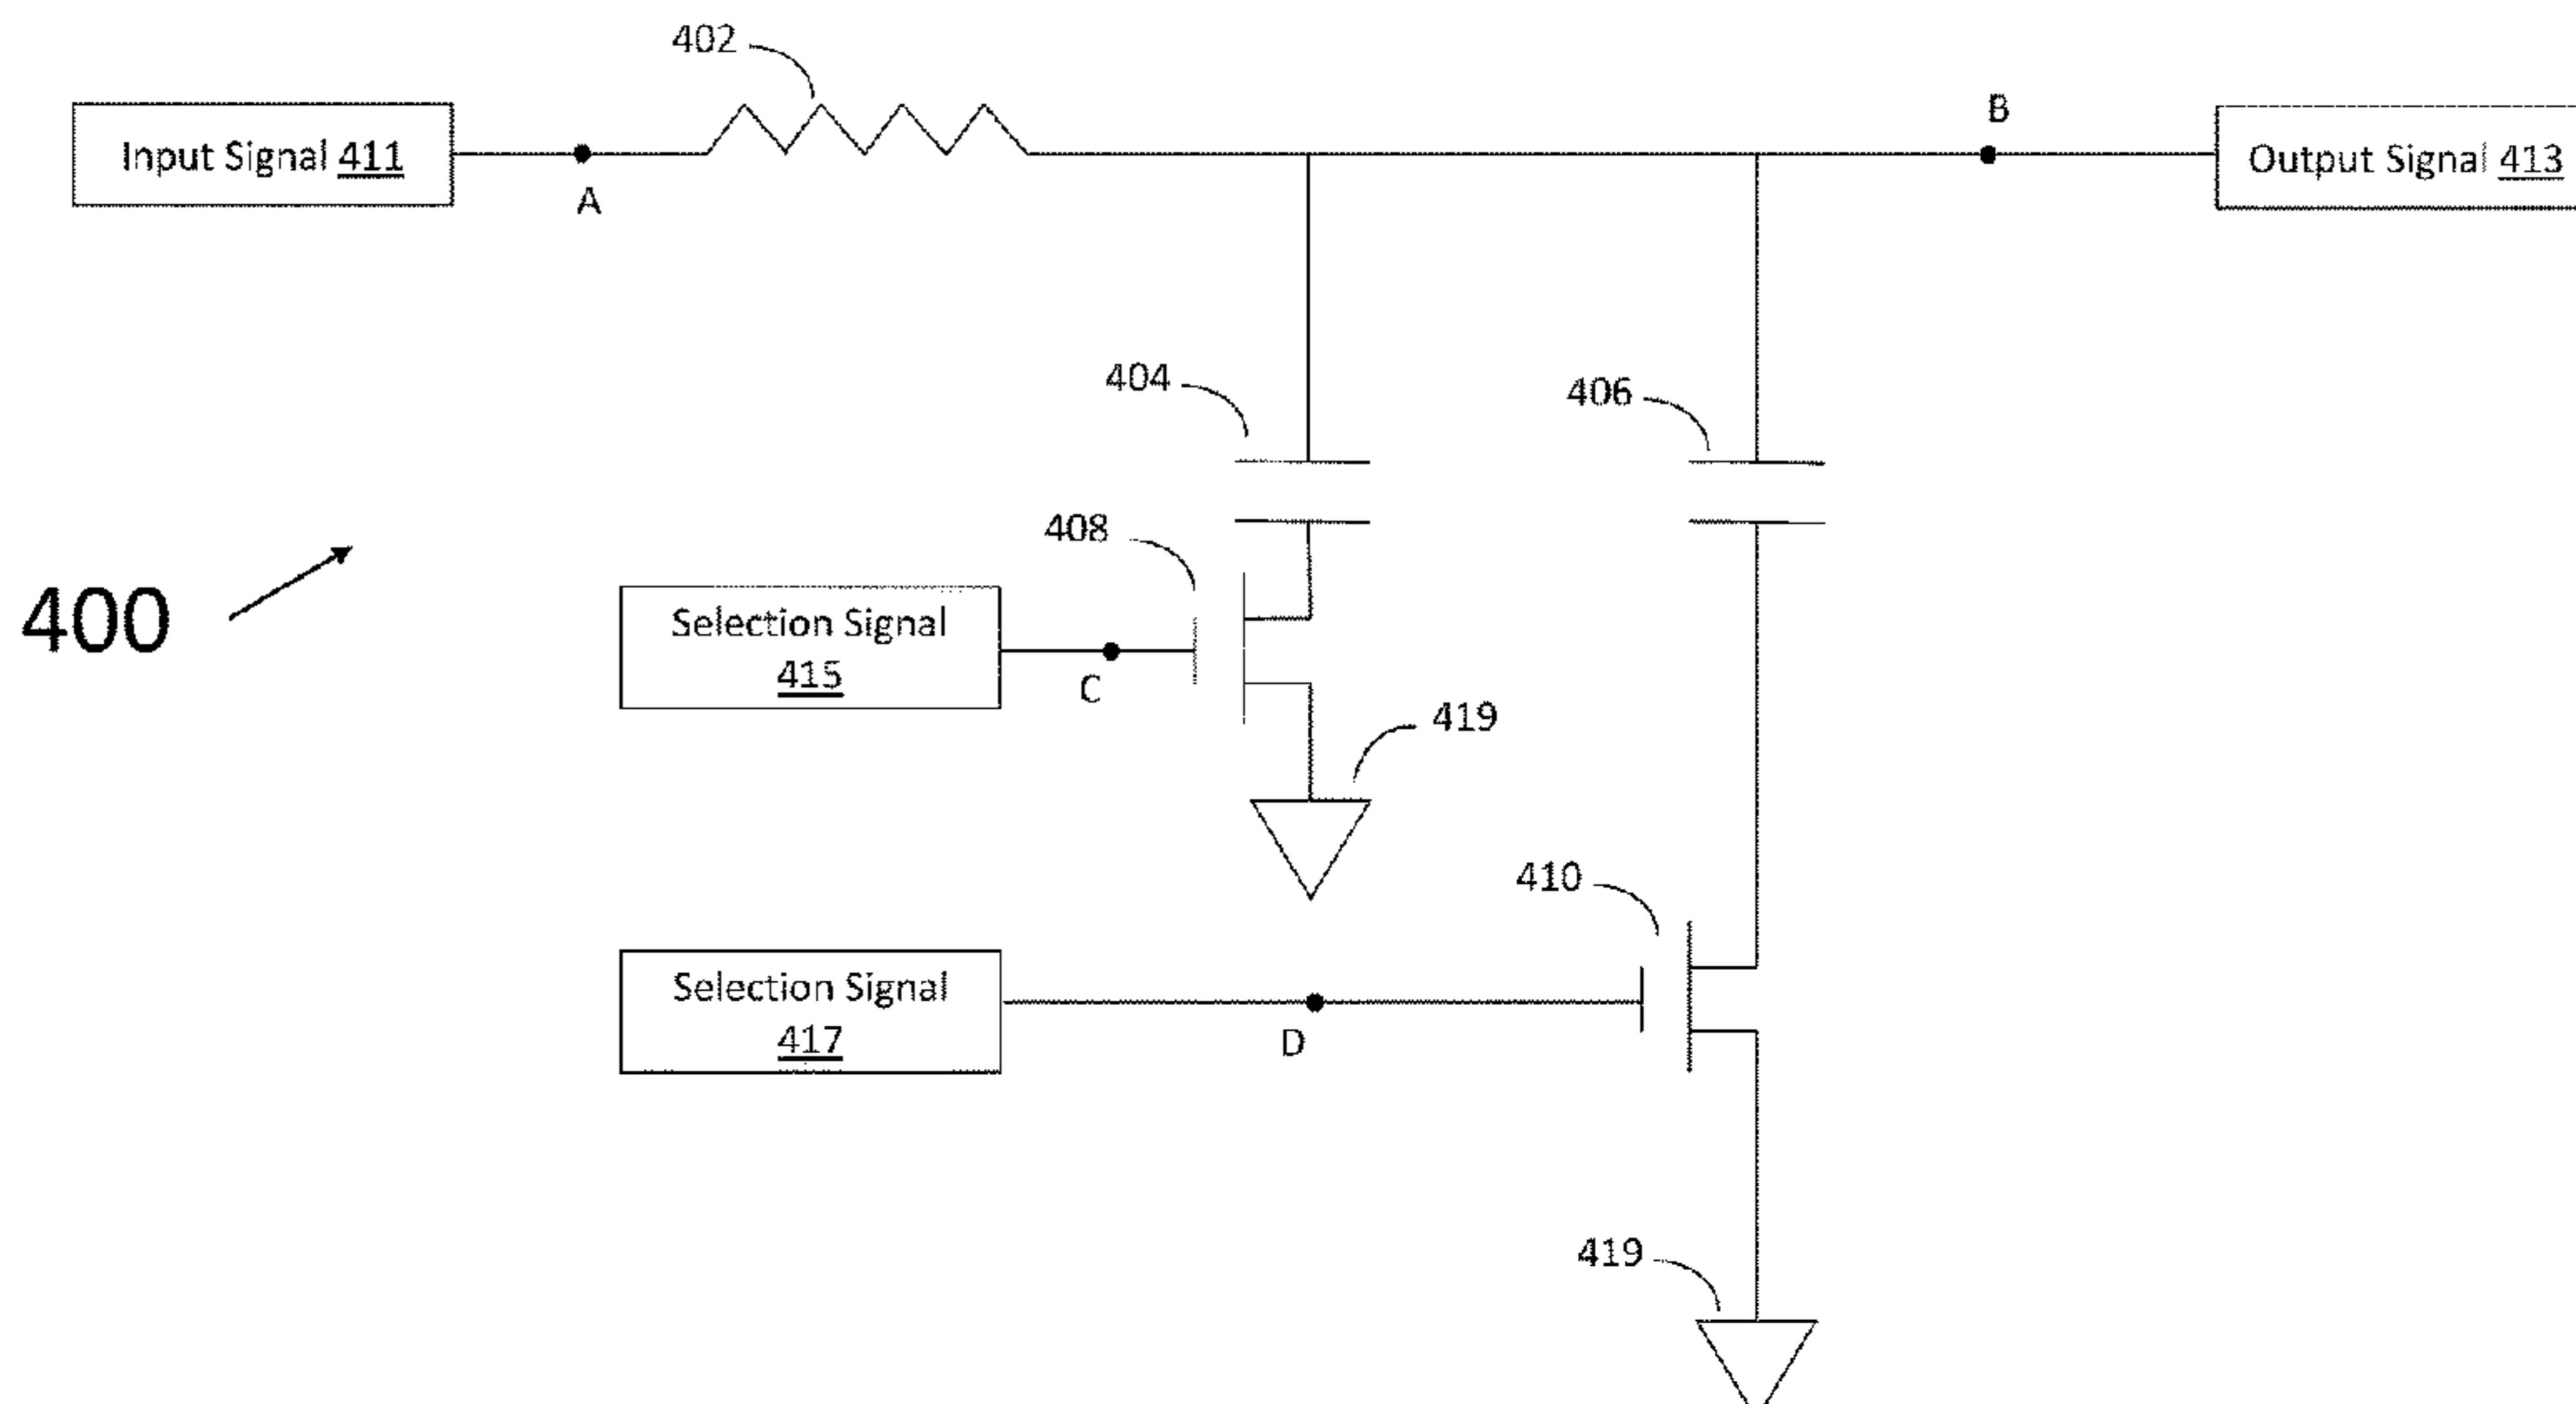 402
B
Input Signal 411
Output Signal 413
A
404
406
408
400
Selection Signal
415
C
419
410
Selection Signal
417
D
419